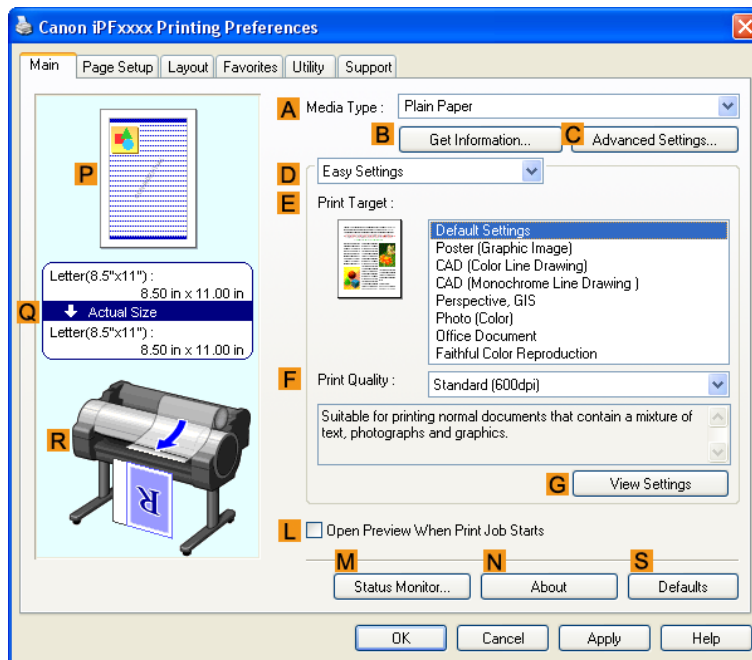 Canon iPFxxxx Printing Preferences
Main Page Setup Layout Favorites Utility Support
A Media Type : Plain Paper
B Get Information... C Advanced Settings...
D Easy Settings
E Print Target :
Default Settings
Poster (Graphic Image)
CAD (Color Line Drawing)
CAD (Monochrome Line Drawing )
Perspective, GIS
Photo (Color)
Office Document
Faithful Color Reproduction
F Print Quality : Standard (600dpi)
Suitable for printing normal documents that contain a mixture of
text, photographs and graphics.
G View Settings
P
Q
Letter(8.5"x11") :
8.50 in x 11.00 in
Actual Size
Letter(8.5"x11") :
8.50 in x 11.00 in
R
R
L Open Preview When Print Job Starts
M Status Monitor... N About S Defaults
OK Cancel Apply Help